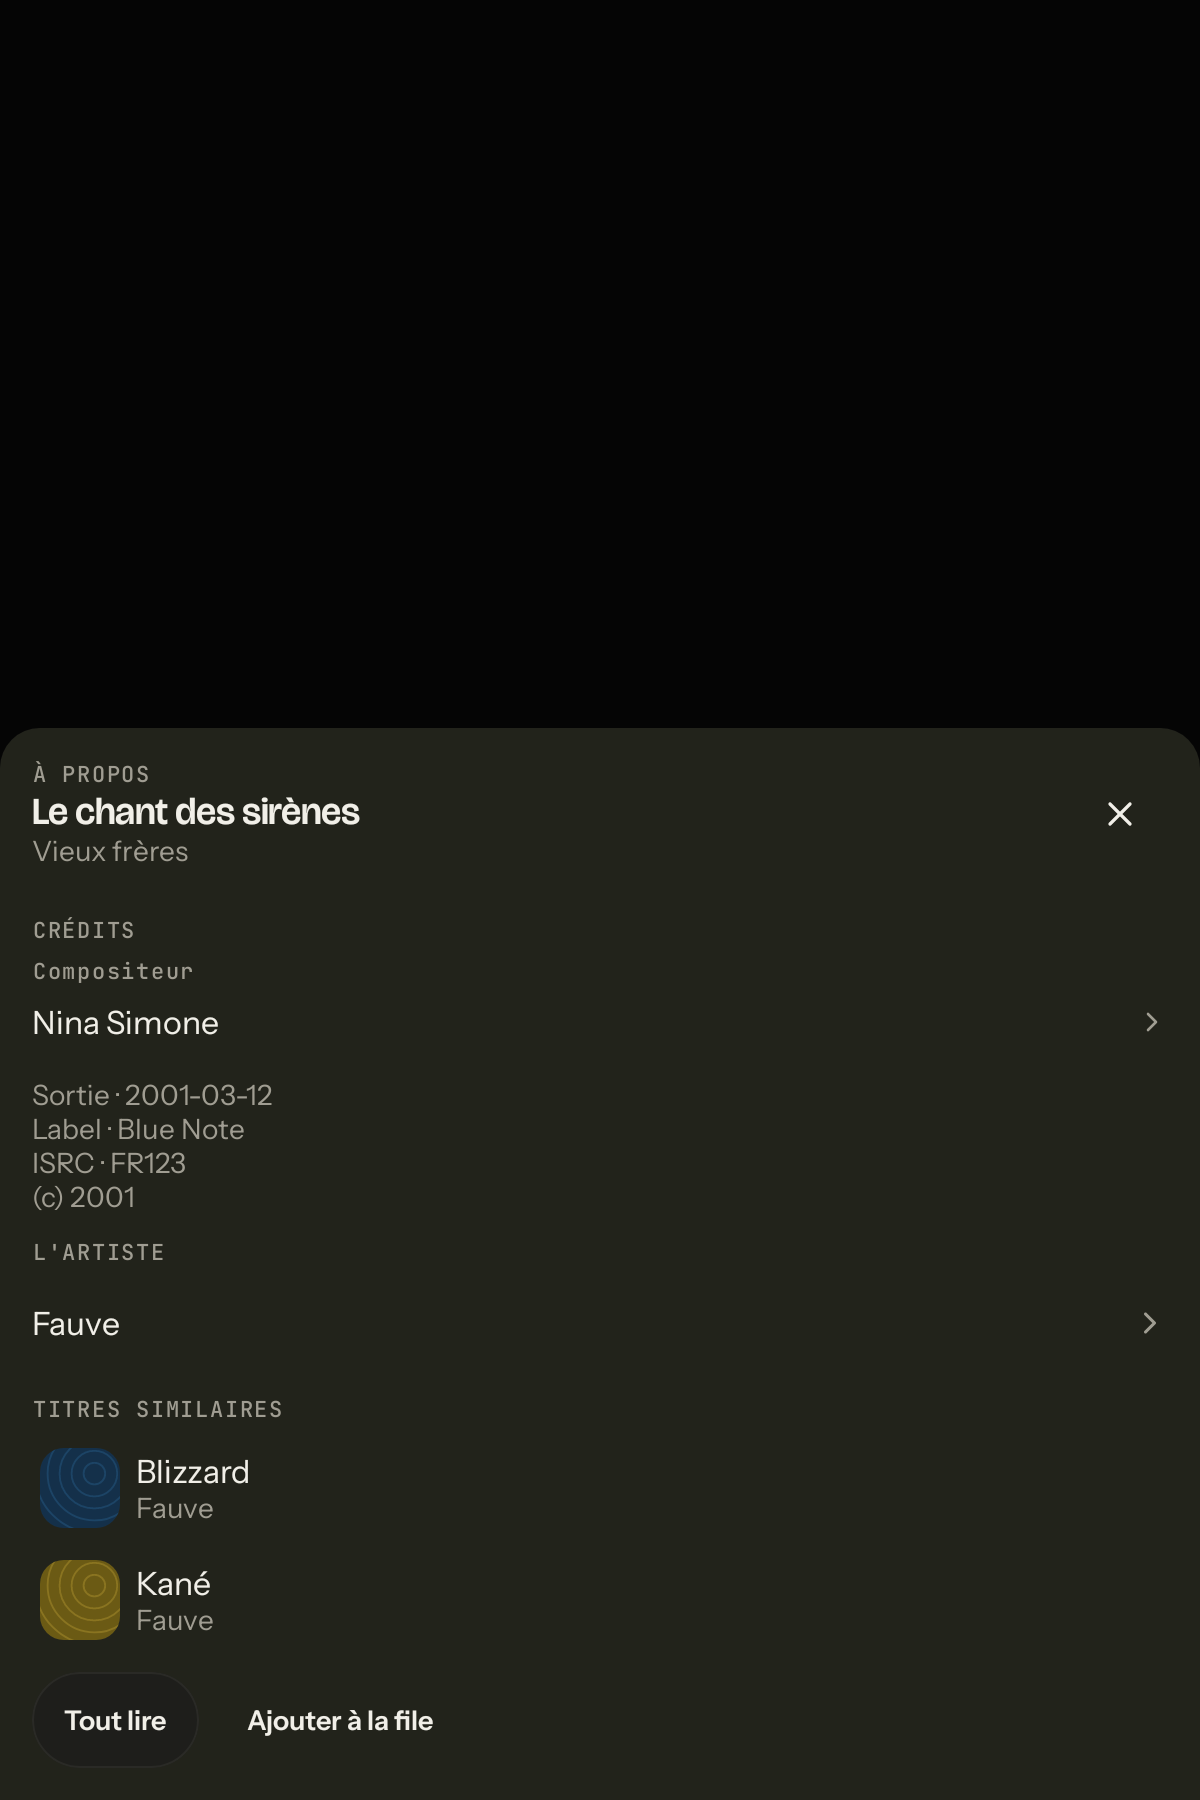 À PROPOS
Le chant des sirènes
Vieux frères
CRÉDITS
Compositeur
Nina Simone
Sortie · 2001-03-12
Label · Blue Note
ISRC · FR123
(c) 2001
L'ARTISTE
Fauve
TITRES SIMILAIRES
Blizzard
Fauve
Kané
Fauve
Tout lire
Ajouter à la file